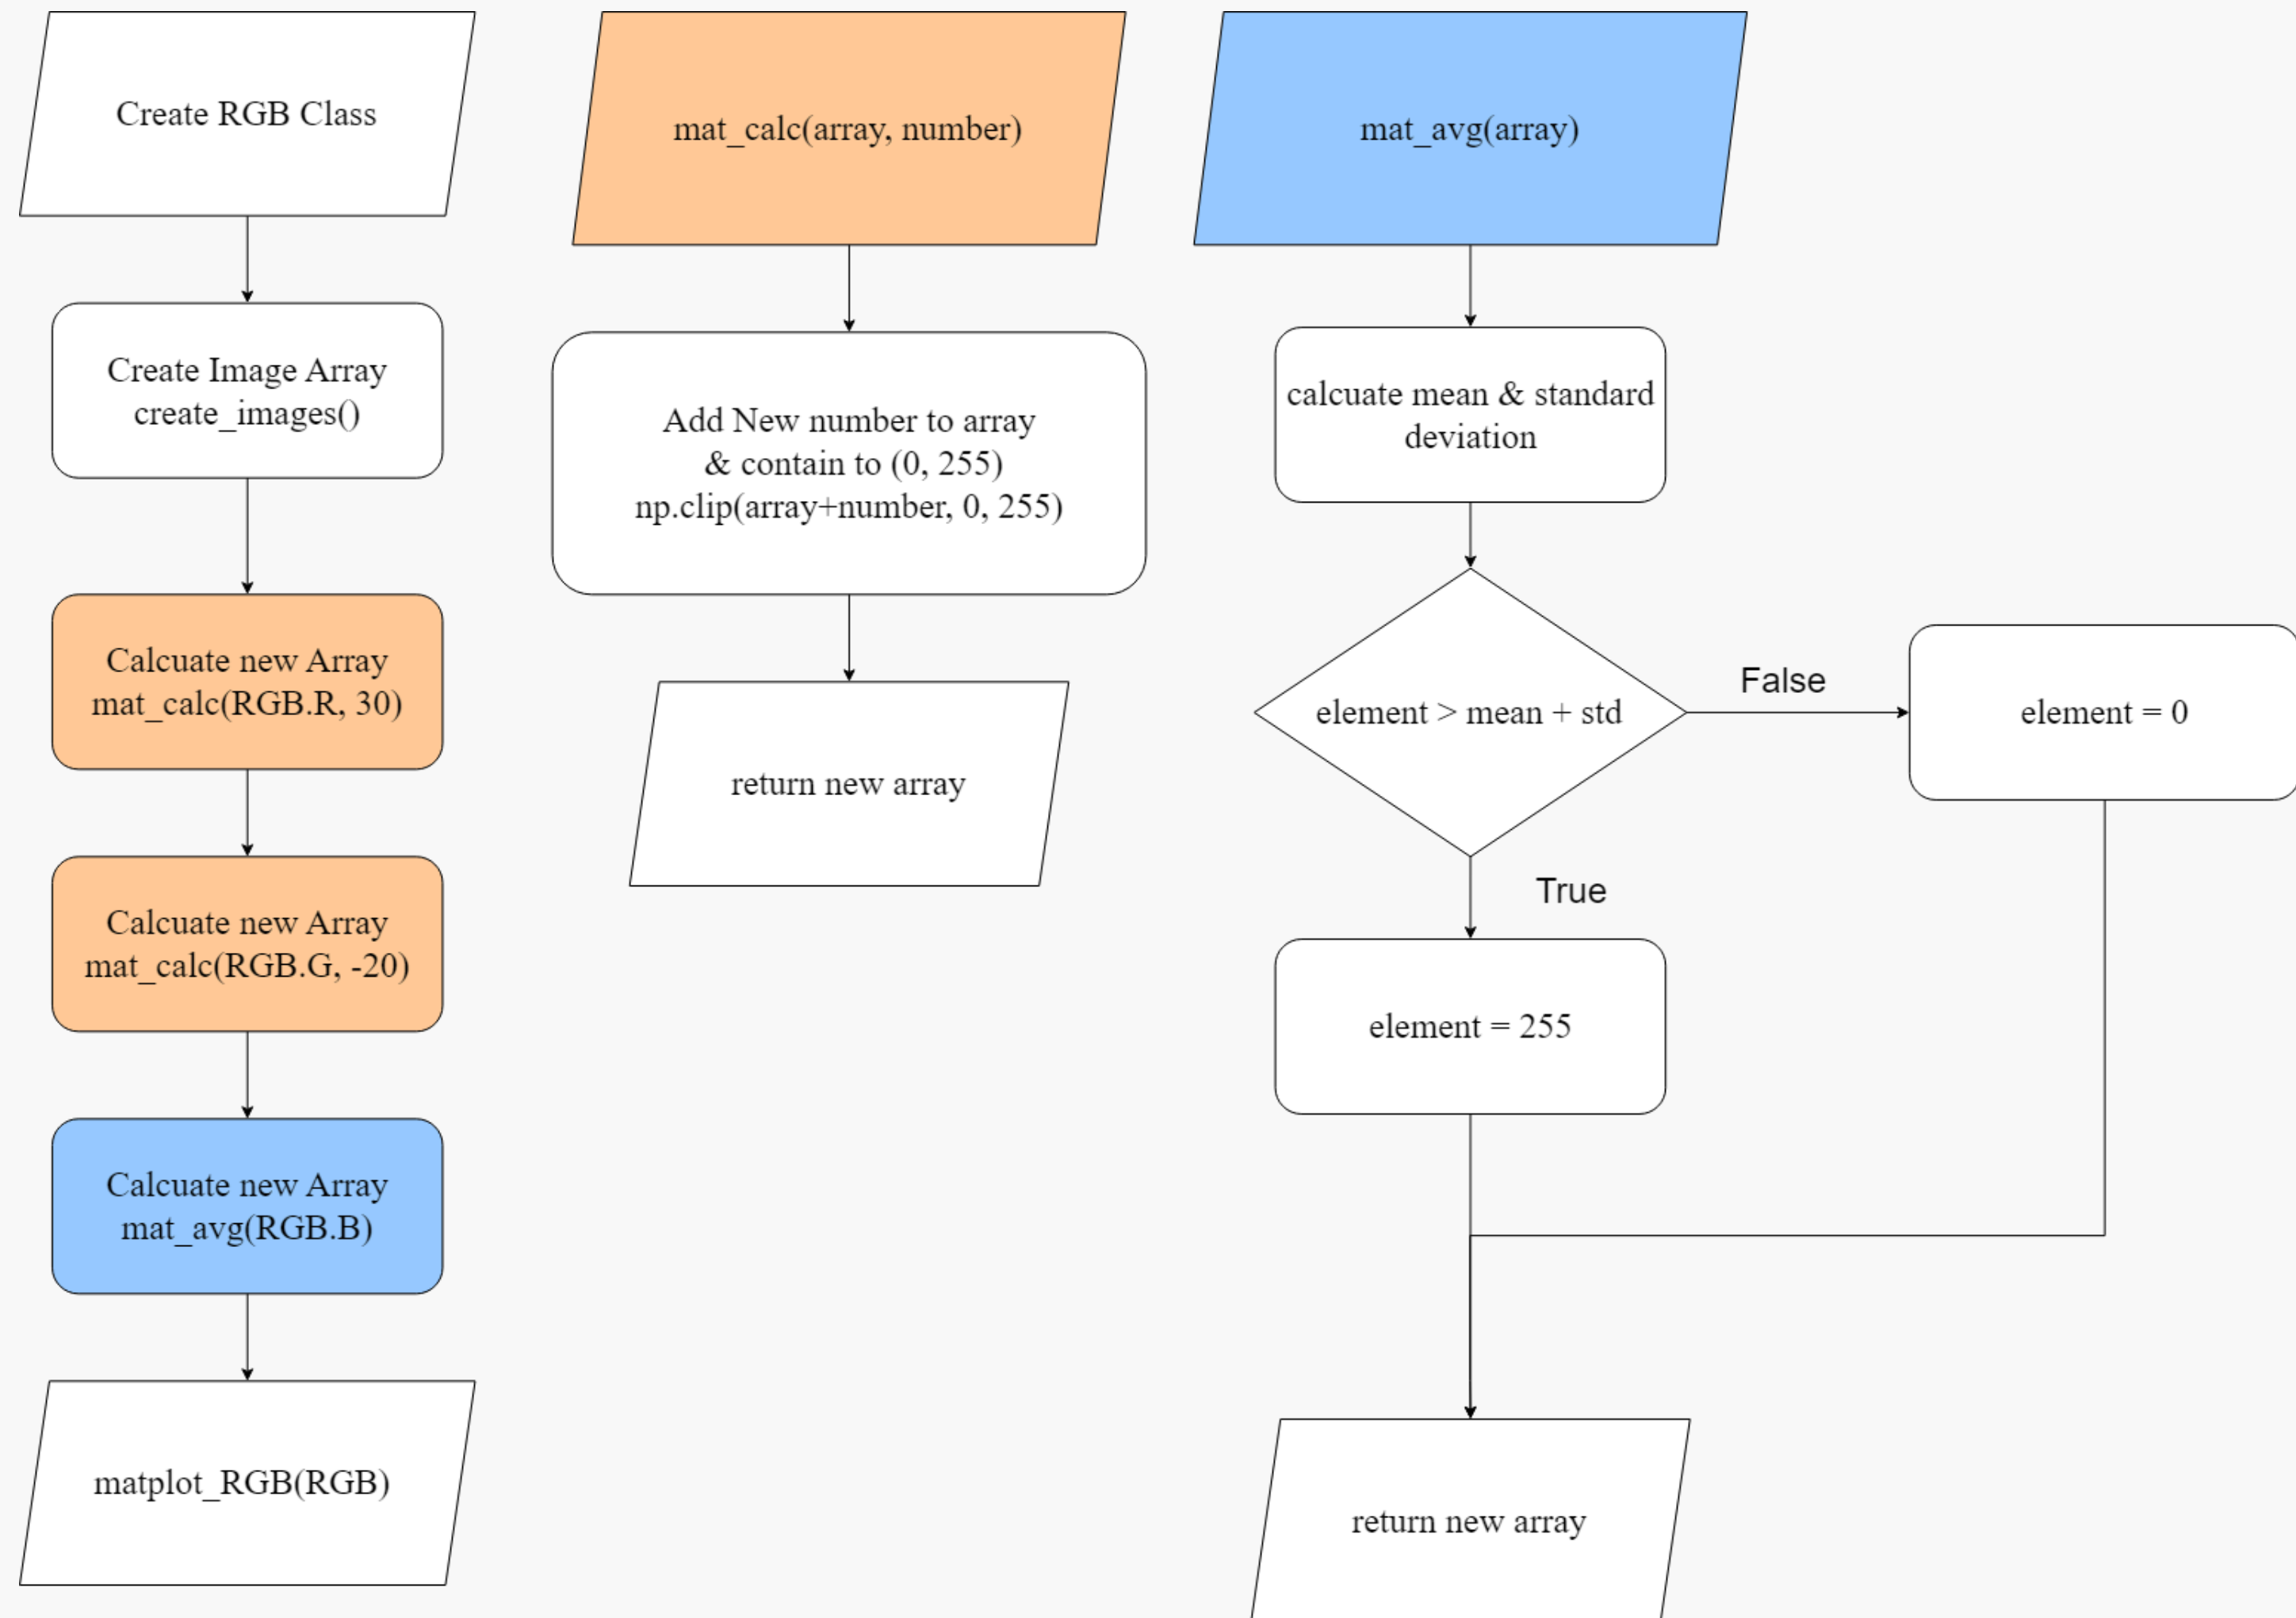 Create RGB Class
Create Image Array
create_images()
Calcuate new Array
mat_calc(RGB.R, 30)
Calcuate new Array
mat_calc(RGB.G, -20)
Calcuate new Array
mat_avg(RGB.B)
matplot_RGB(RGB)
mat_calc(array, number)
Add New number to array
& contain to (0, 255)
np.clip(array+number, 0, 255)
return new array
mat_avg(array)
calcuate mean & standard
deviation
element > mean + std
False
element = 0
True
element = 255
return new array